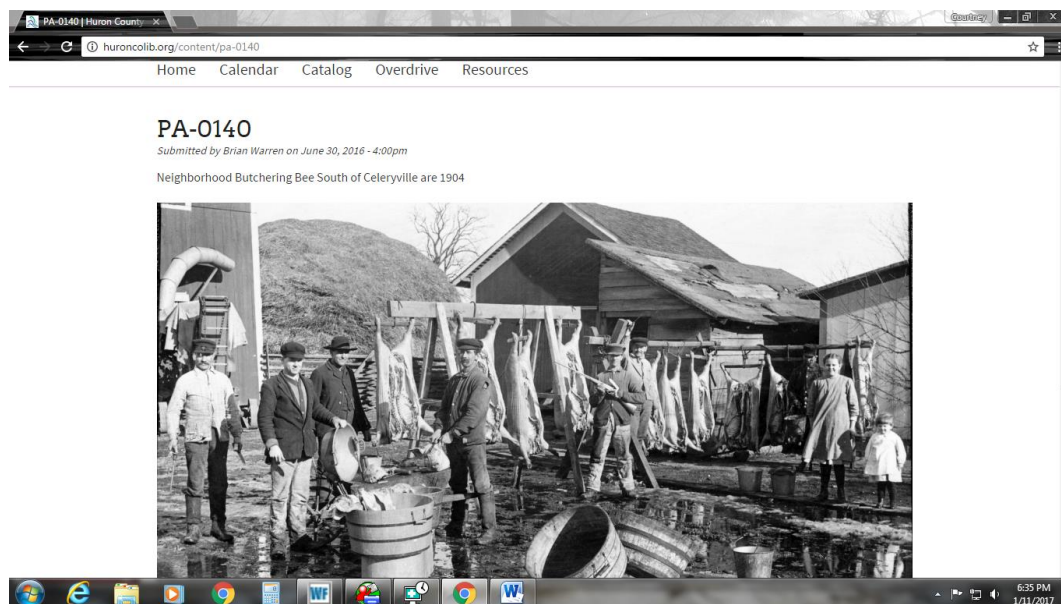 PA-0140 | Huron County
Courtney
huroncolib.org/content/pa-0140
Home Calendar Catalog Overdrive Resources
PA-0140
Submitted by Brian Warren on June 30, 2016 - 4:00pm
Neighborhood Butchering Bee South of Celeryville are 1904
WF
W
6:35 PM
1/11/2017